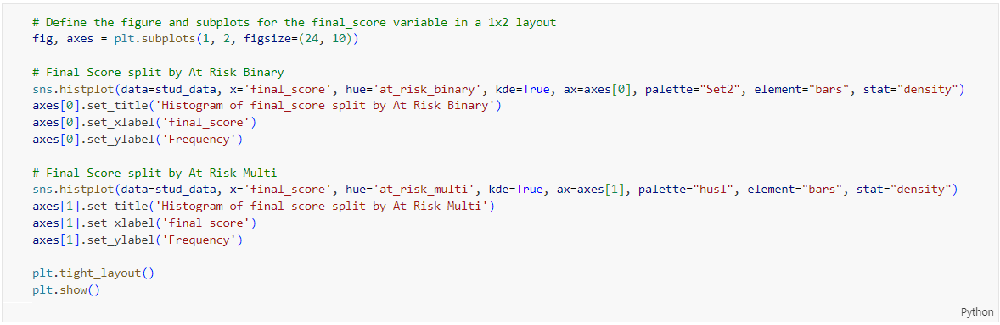 # Define the figure and subplots for the final_score variable in a 1x2 layout
fig, axes = plt.subplots(1, 2, figsize=(24, 10))
# Final Score split by At Risk Binary
sns.histplot(data=stud_data, x='final_score', hue='at_risk_binary', kde=True, ax=axes[0], palette="Set2", element="bars", stat="density")
axes[0].set_title('Histogram of final_score split by At Risk Binary')
axes[0].set_xlabel('final_score')
axes[0].set_ylabel('Frequency')
# Final Score split by At Risk Multi
sns.histplot(data=stud_data, x='final_score', hue='at_risk_multi', kde=True, ax=axes[1], palette="husl", element="bars", stat="density")
axes[1].set_title('Histogram of final_score split by At Risk Multi')
axes[1].set_xlabel('final_score')
axes[1].set_ylabel('Frequency')
plt.tight_layout()
plt.show()
Python